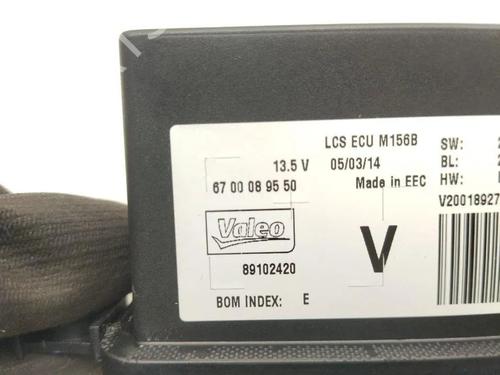 LCS ECU M156B
SW:
13.5 V
05/03/14
BL:
67 00 08 95 50
Made in EEC
HW:
V2001892
Valeo
V
89102420
BOM INDEX: E